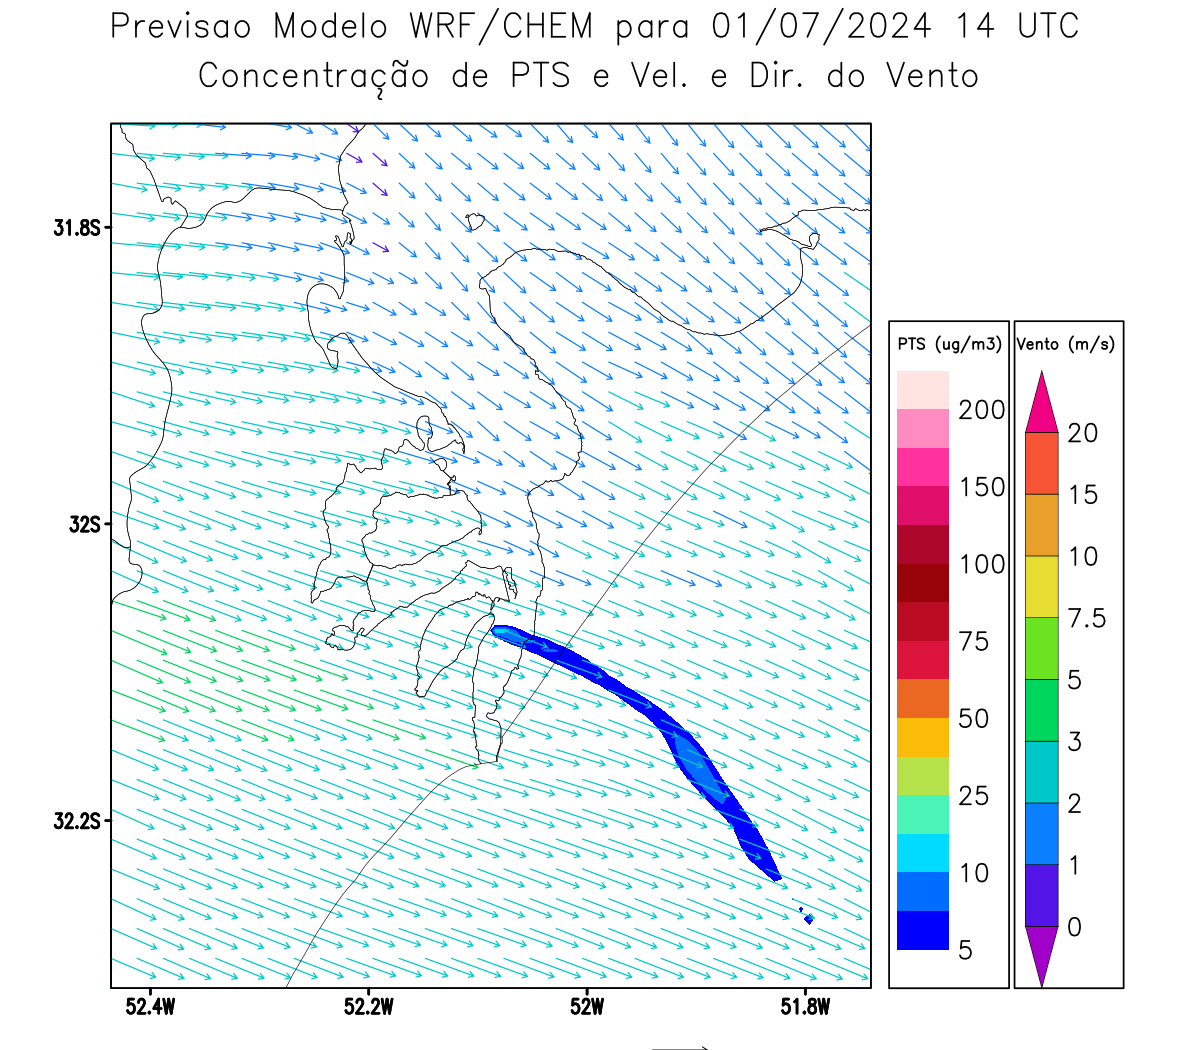 Previsao Modelo WRF/CHEM para 01/07/2024 14 UTC
Concentração de PTS e Vel. e Dir. do Vento
31.8S
32S
32.2S
52.4W
52.2W
52W
51.8W
PTS (ug/m3)
200
150
100
75
50
25
10
5
Vento (m/s)
20
15
10
7.5
5
3
2
1
0